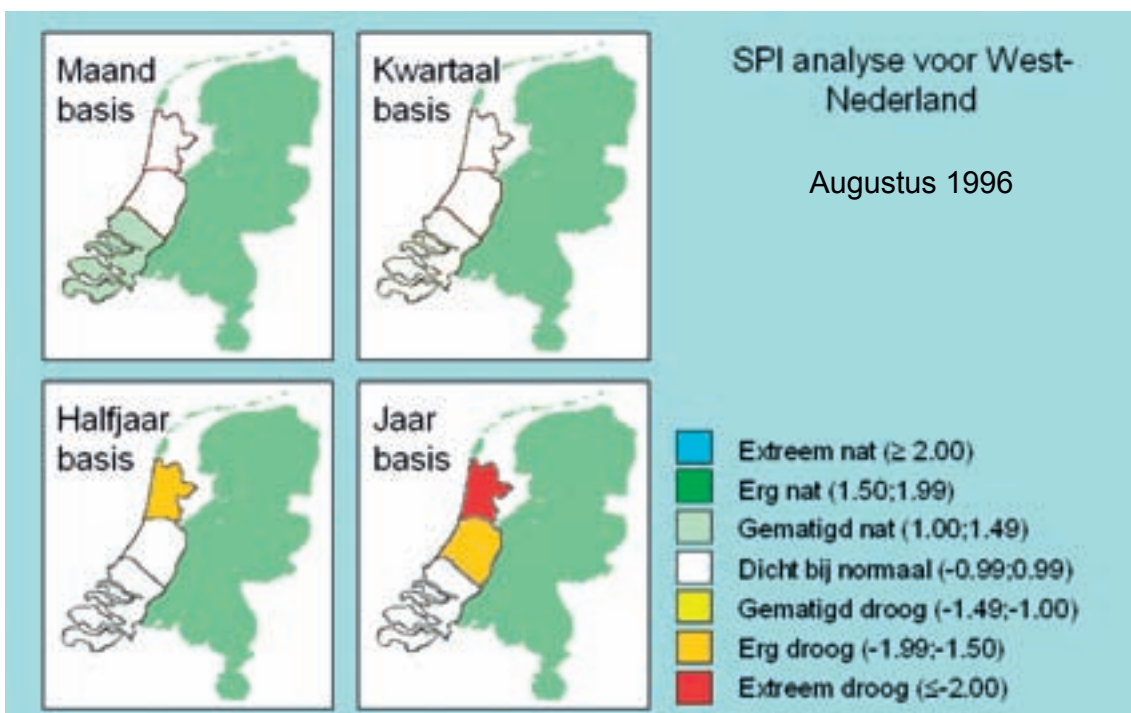 Maand
basis
Kwartaal
basis
SPI analyse voor West-
Nederland
Augustus 1996
Halfjaar
basis
Jaar
basis
Extreem nat (≥ 2.00)
Erg nat (1.50;1.99)
Gematigd nat (1.00;1.49)
Dicht bij normaal (-0.99;0.99)
Gematigd droog (-1.49;-1.00)
Erg droog (-1.99;-1.50)
Extreem droog (≤-2.00)